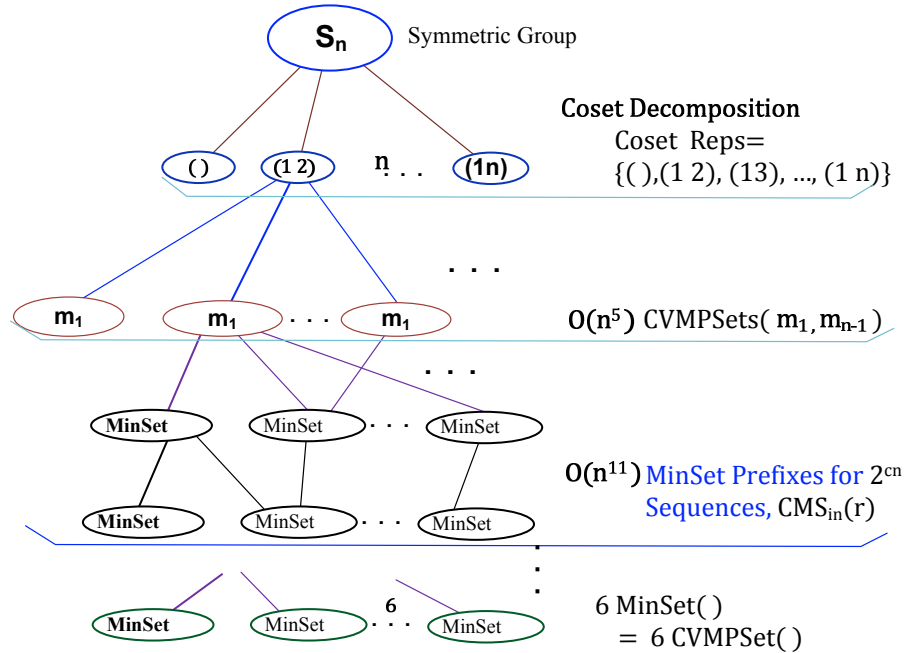 Sₙ Symmetric Group
Coset Decomposition
Coset Reps=
{( ),(1 2), (13), ..., (1 n)}
( ) (1 2) n . . . (1n)
. . .
m₁ m₁ . . . m₁
O(n⁵) CVMPSets( m₁, mₙ₋₁)
. . .
MinSet MinSet . . . MinSet
O(n¹¹) MinSet Prefixes for 2ᶜⁿ
Sequences, CMSᵢₙ(r)
MinSet MinSet . . . MinSet
.
.
.
6
MinSet MinSet . . . MinSet
6 MinSet( )
= 6 CVMPSet( )